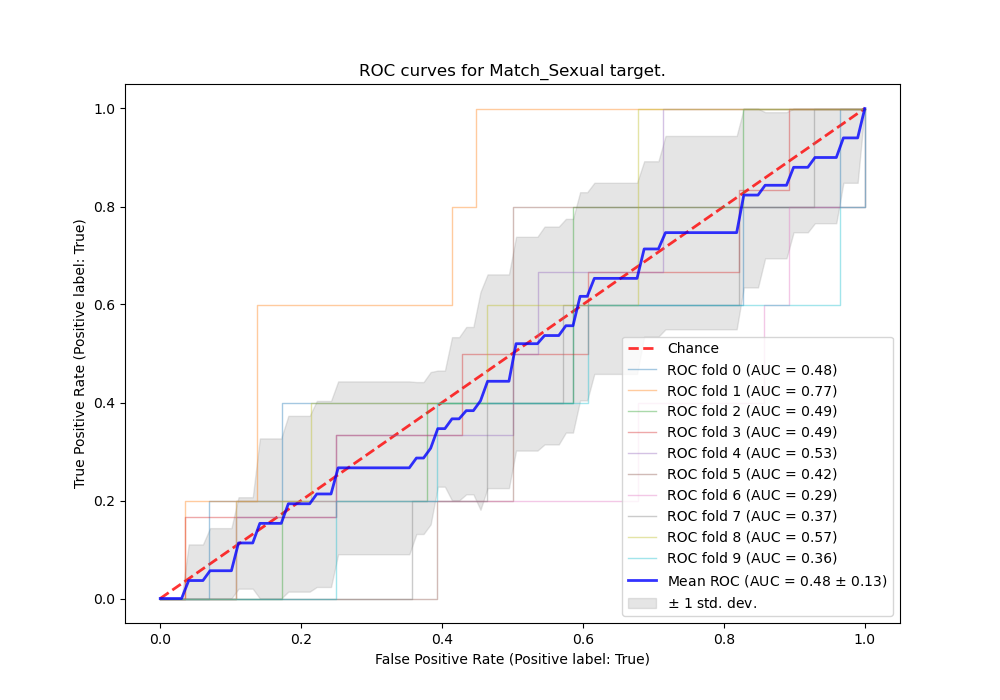 ROC curves for Match_Sexual target.
True Positive Rate (Positive label: True)
1.0
0.8
0.6
0.4
0.2
0.0
Chance
ROC fold 0 (AUC = 0.48)
ROC fold 1 (AUC = 0.77)
ROC fold 2 (AUC = 0.49)
ROC fold 3 (AUC = 0.49)
ROC fold 4 (AUC = 0.53)
ROC fold 5 (AUC = 0.42)
ROC fold 6 (AUC = 0.29)
ROC fold 7 (AUC = 0.37)
ROC fold 8 (AUC = 0.57)
ROC fold 9 (AUC = 0.36)
Mean ROC (AUC = 0.48 ± 0.13)
± 1 std. dev.
0.0 0.2 0.4 0.6 0.8 1.0
False Positive Rate (Positive label: True)